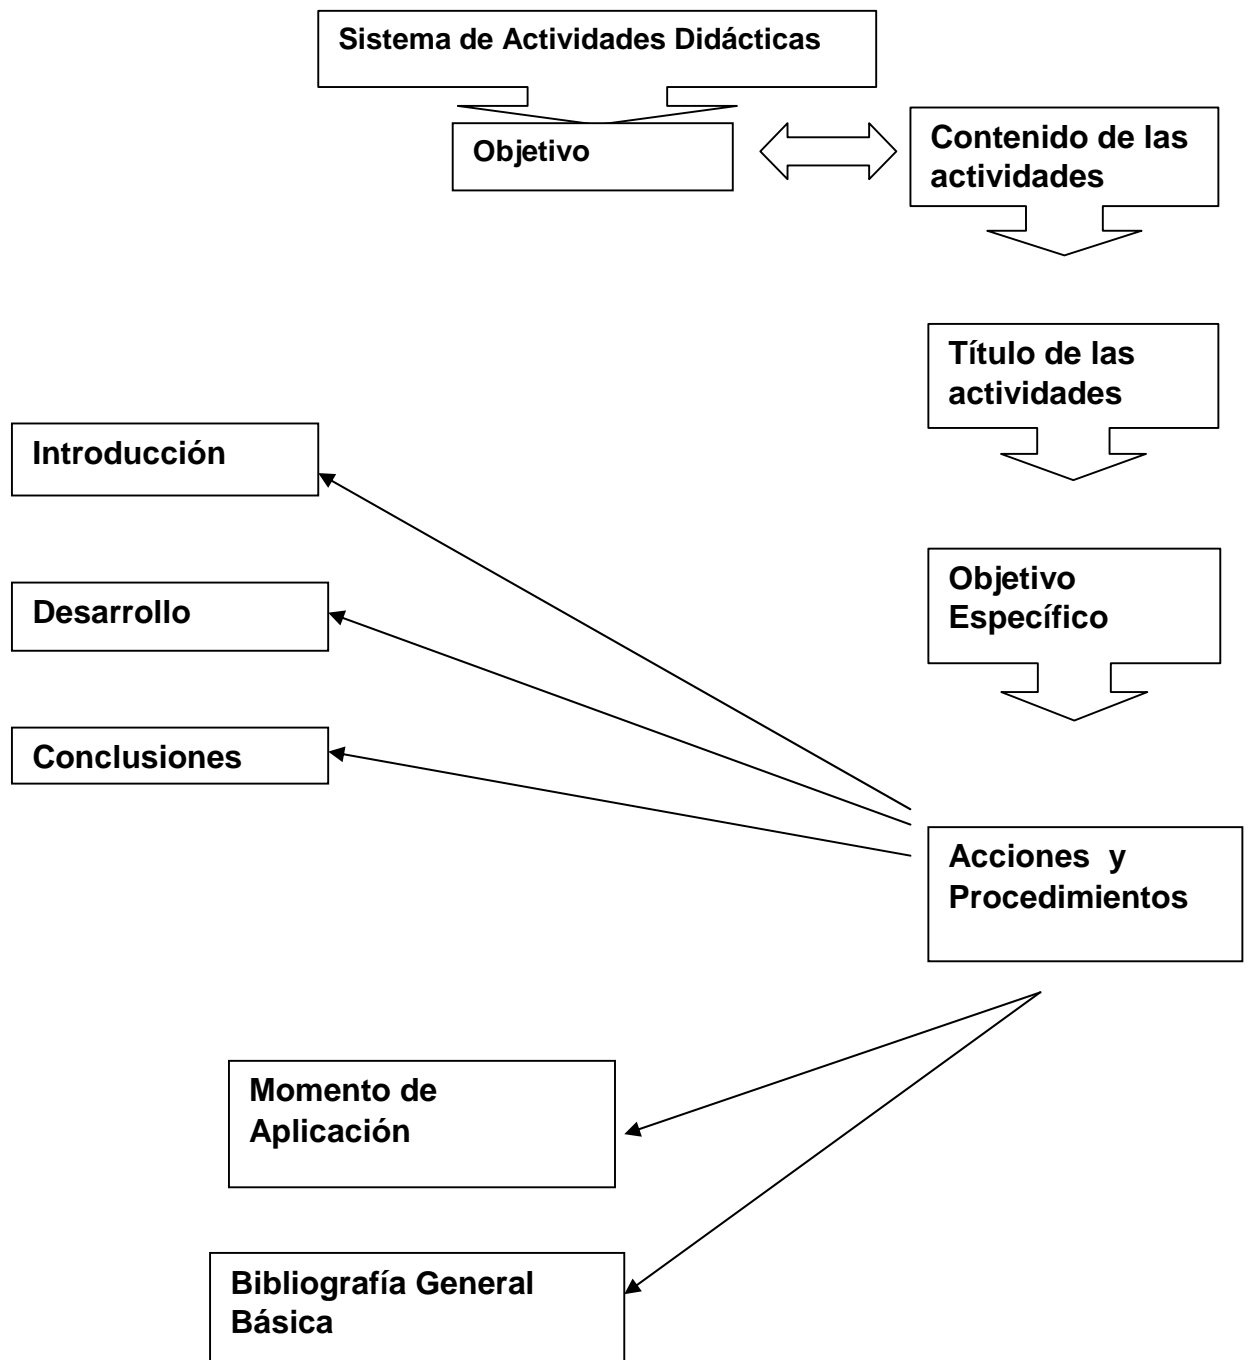 Sistema de Actividades Didácticas
Objetivo
Contenido de las
actividades
Título de las
actividades
Introducción
Objetivo
Específico
Desarrollo
Conclusiones
Acciones y
Procedimientos
Momento de
Aplicación
Bibliografía General
Básica